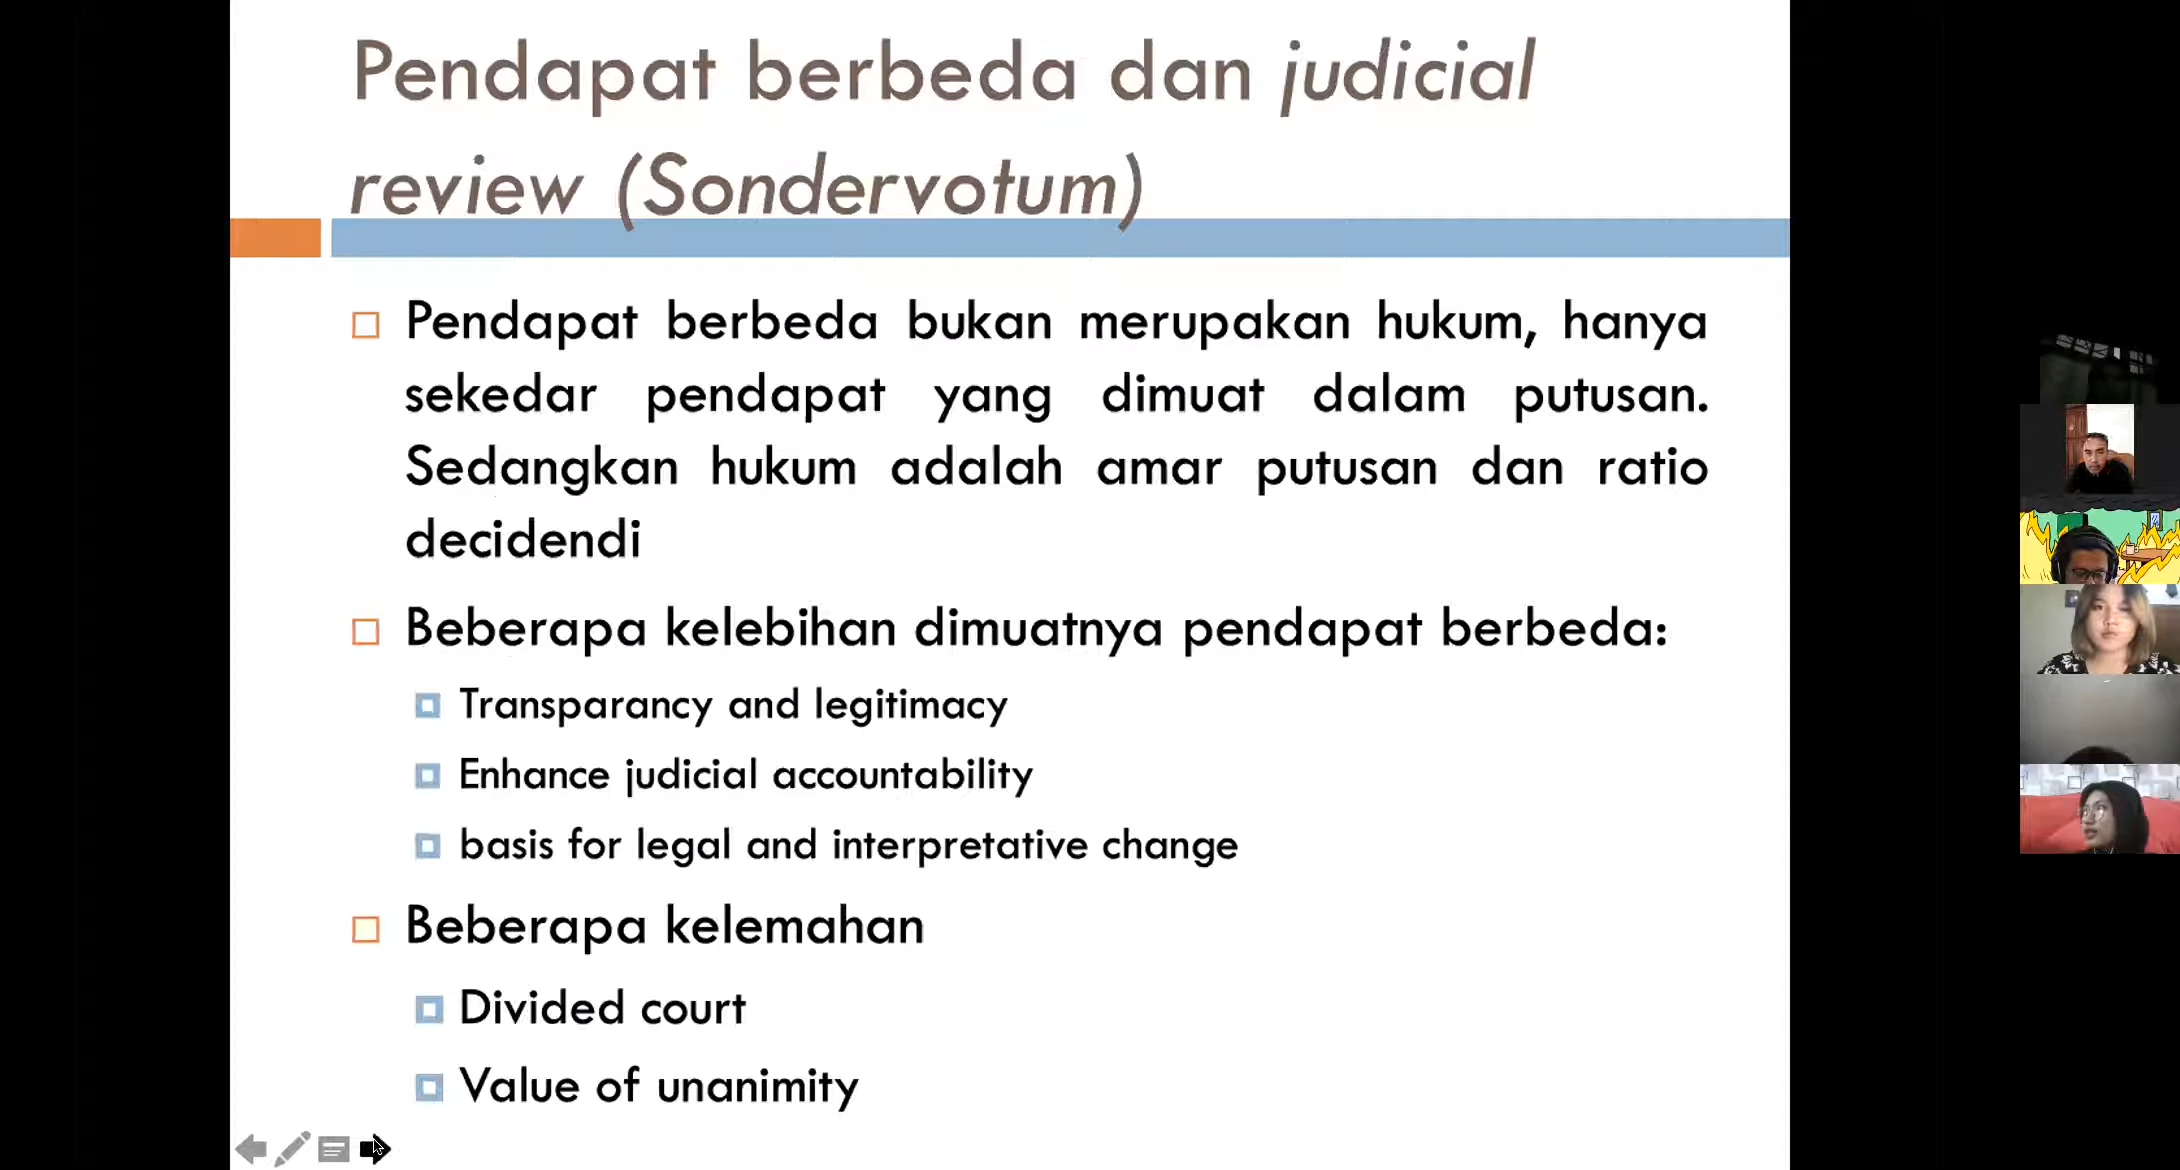 Pendapat berbeda dan judicial
review (Sondervotum)
Pendapat berbeda bukan merupakan hukum, hanya
sekedar pendapat yang dimuat dalam putusan.
Sedangkan hukum adalah amar putusan dan ratio
decidendi
Beberapa kelebihan dimuatnya pendapat berbeda:
Transparancy and legitimacy
Enhance judicial accountability
basis for legal and interpretative change
Beberapa kelemahan
Divided court
Value of unanimity